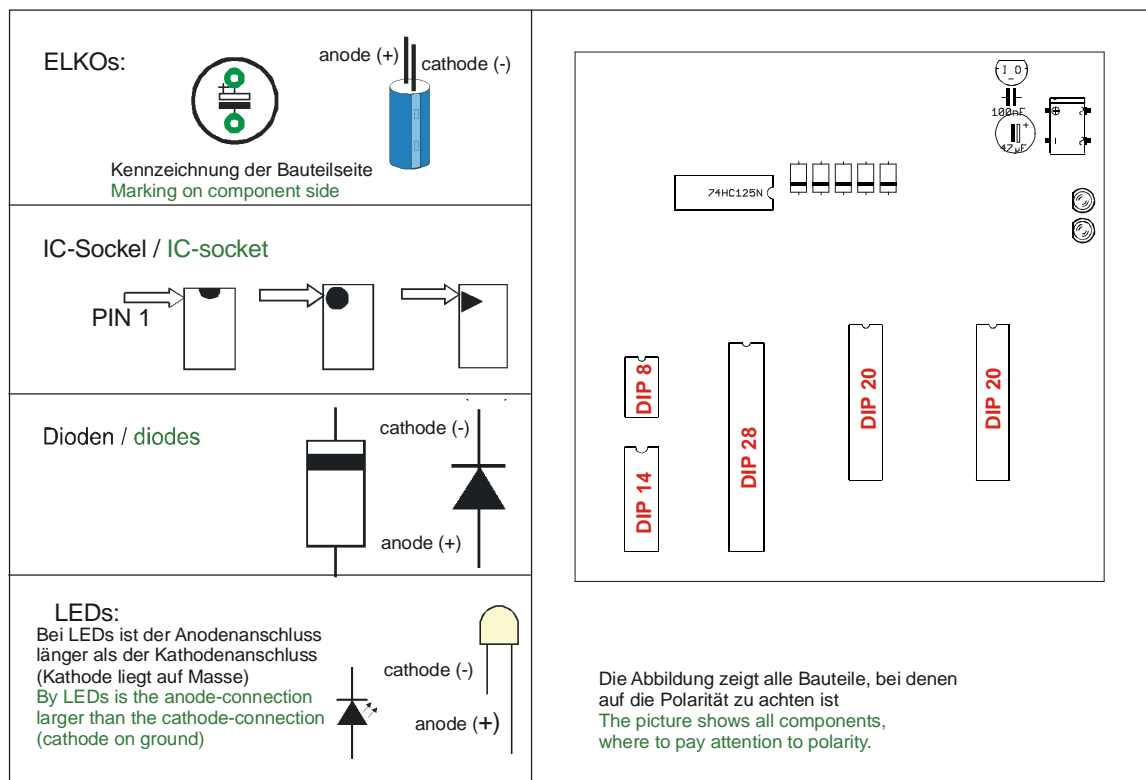 ELKOs:
anode (+)
cathode (-)
+
Kennzeichnung der Bauteilseite
Marking on component side
IC-Sockel / IC-socket
PIN 1
Dioden / diodes
cathode (-)
anode (+)
LEDs:
Bei LEDs ist der Anodenanschluss
länger als der Kathodenanschluss
(Kathode liegt auf Masse)
By LEDs is the anode-connection
larger than the cathode-connection
(cathode on ground)
cathode (-)
anode (+)
I O
-
100nF
+
47µF
+
-
74HC125N
DIP 8
DIP 14
DIP 28
DIP 20
DIP 20
Die Abbildung zeigt alle Bauteile, bei denen
auf die Polarität zu achten ist
The picture shows all components,
where to pay attention to polarity.